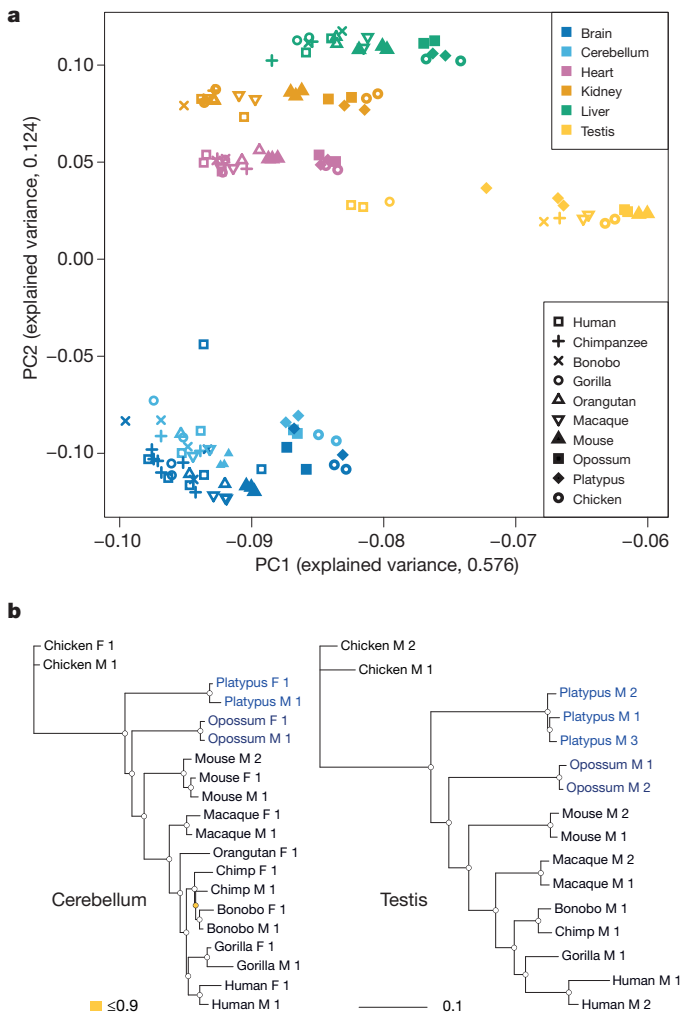 a
0.10
0.05
0.00
−0.05
−0.10
PC2 (explained variance, 0.124)
−0.10
−0.09
−0.08
−0.07
−0.06
PC1 (explained variance, 0.576)
Brain
Cerebellum
Heart
Kidney
Liver
Testis
Human
Chimpanzee
Bonobo
Gorilla
Orangutan
Macaque
Mouse
Opossum
Platypus
Chicken
b
Chicken F 1
Chicken M 1
Platypus F 1
Platypus M 1
Opossum F 1
Opossum M 1
Mouse M 2
Mouse F 1
Mouse M 1
Macaque F 1
Macaque M 1
Orangutan F 1
Chimp F 1
Chimp M 1
Bonobo F 1
Bonobo M 1
Gorilla F 1
Gorilla M 1
Human F 1
Human M 1
Cerebellum
≤0.9
Chicken M 2
Chicken M 1
Platypus M 2
Platypus M 1
Platypus M 3
Opossum M 1
Opossum M 2
Mouse M 2
Mouse M 1
Macaque M 2
Macaque M 1
Bonobo M 1
Chimp M 1
Gorilla M 1
Human M 1
Human M 2
Testis
0.1